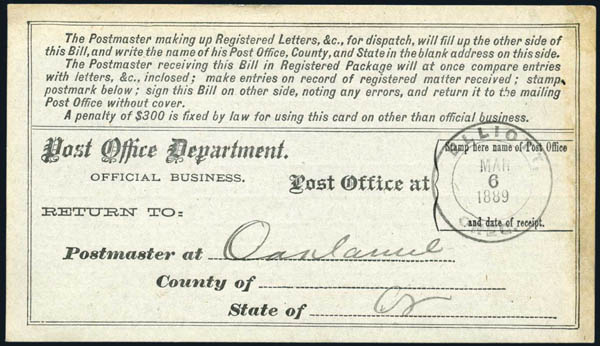 The Postmaster making up Registered Letters, &c., for dispatch, will fill up the other side of
this Bill, and write the name of his Post Office, County, and State in the blank address on this side.
The Postmaster receiving this Bill in Registered Package will at once compare entries
with letters, &c., inclosed; make entries on record of registered matter received; stamp
postmark below; sign this Bill on other side, noting any errors, and return it to the mailing
Post Office without cover.
A penalty of $300 is fixed by law for using this card on other than official business.
Post Office Department.
OFFICIAL BUSINESS.
Post Office at
Stamp here name of Post Office
ELLIOTT,
MAR
6
1889
OREG.
and date of receipt.
RETURN TO:
Postmaster at Oakland
County of
State of Or